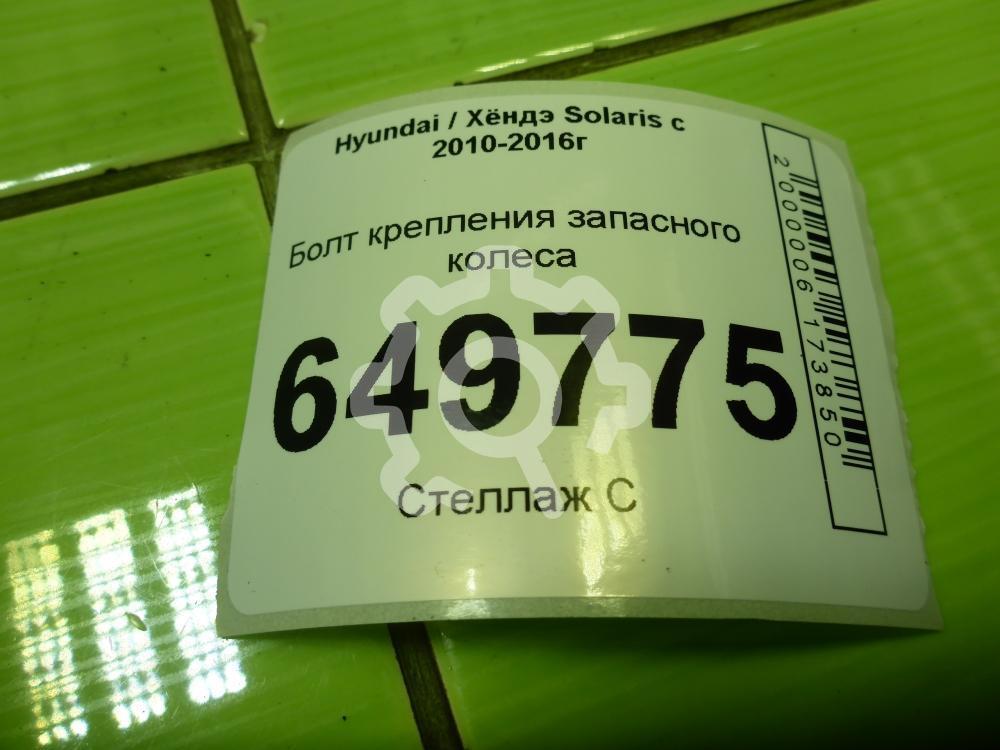 Hyundai / Хёндэ Solaris с
2010-2016г
Болт крепления запасного
колеса
649775
Стеллаж С
2000006173850